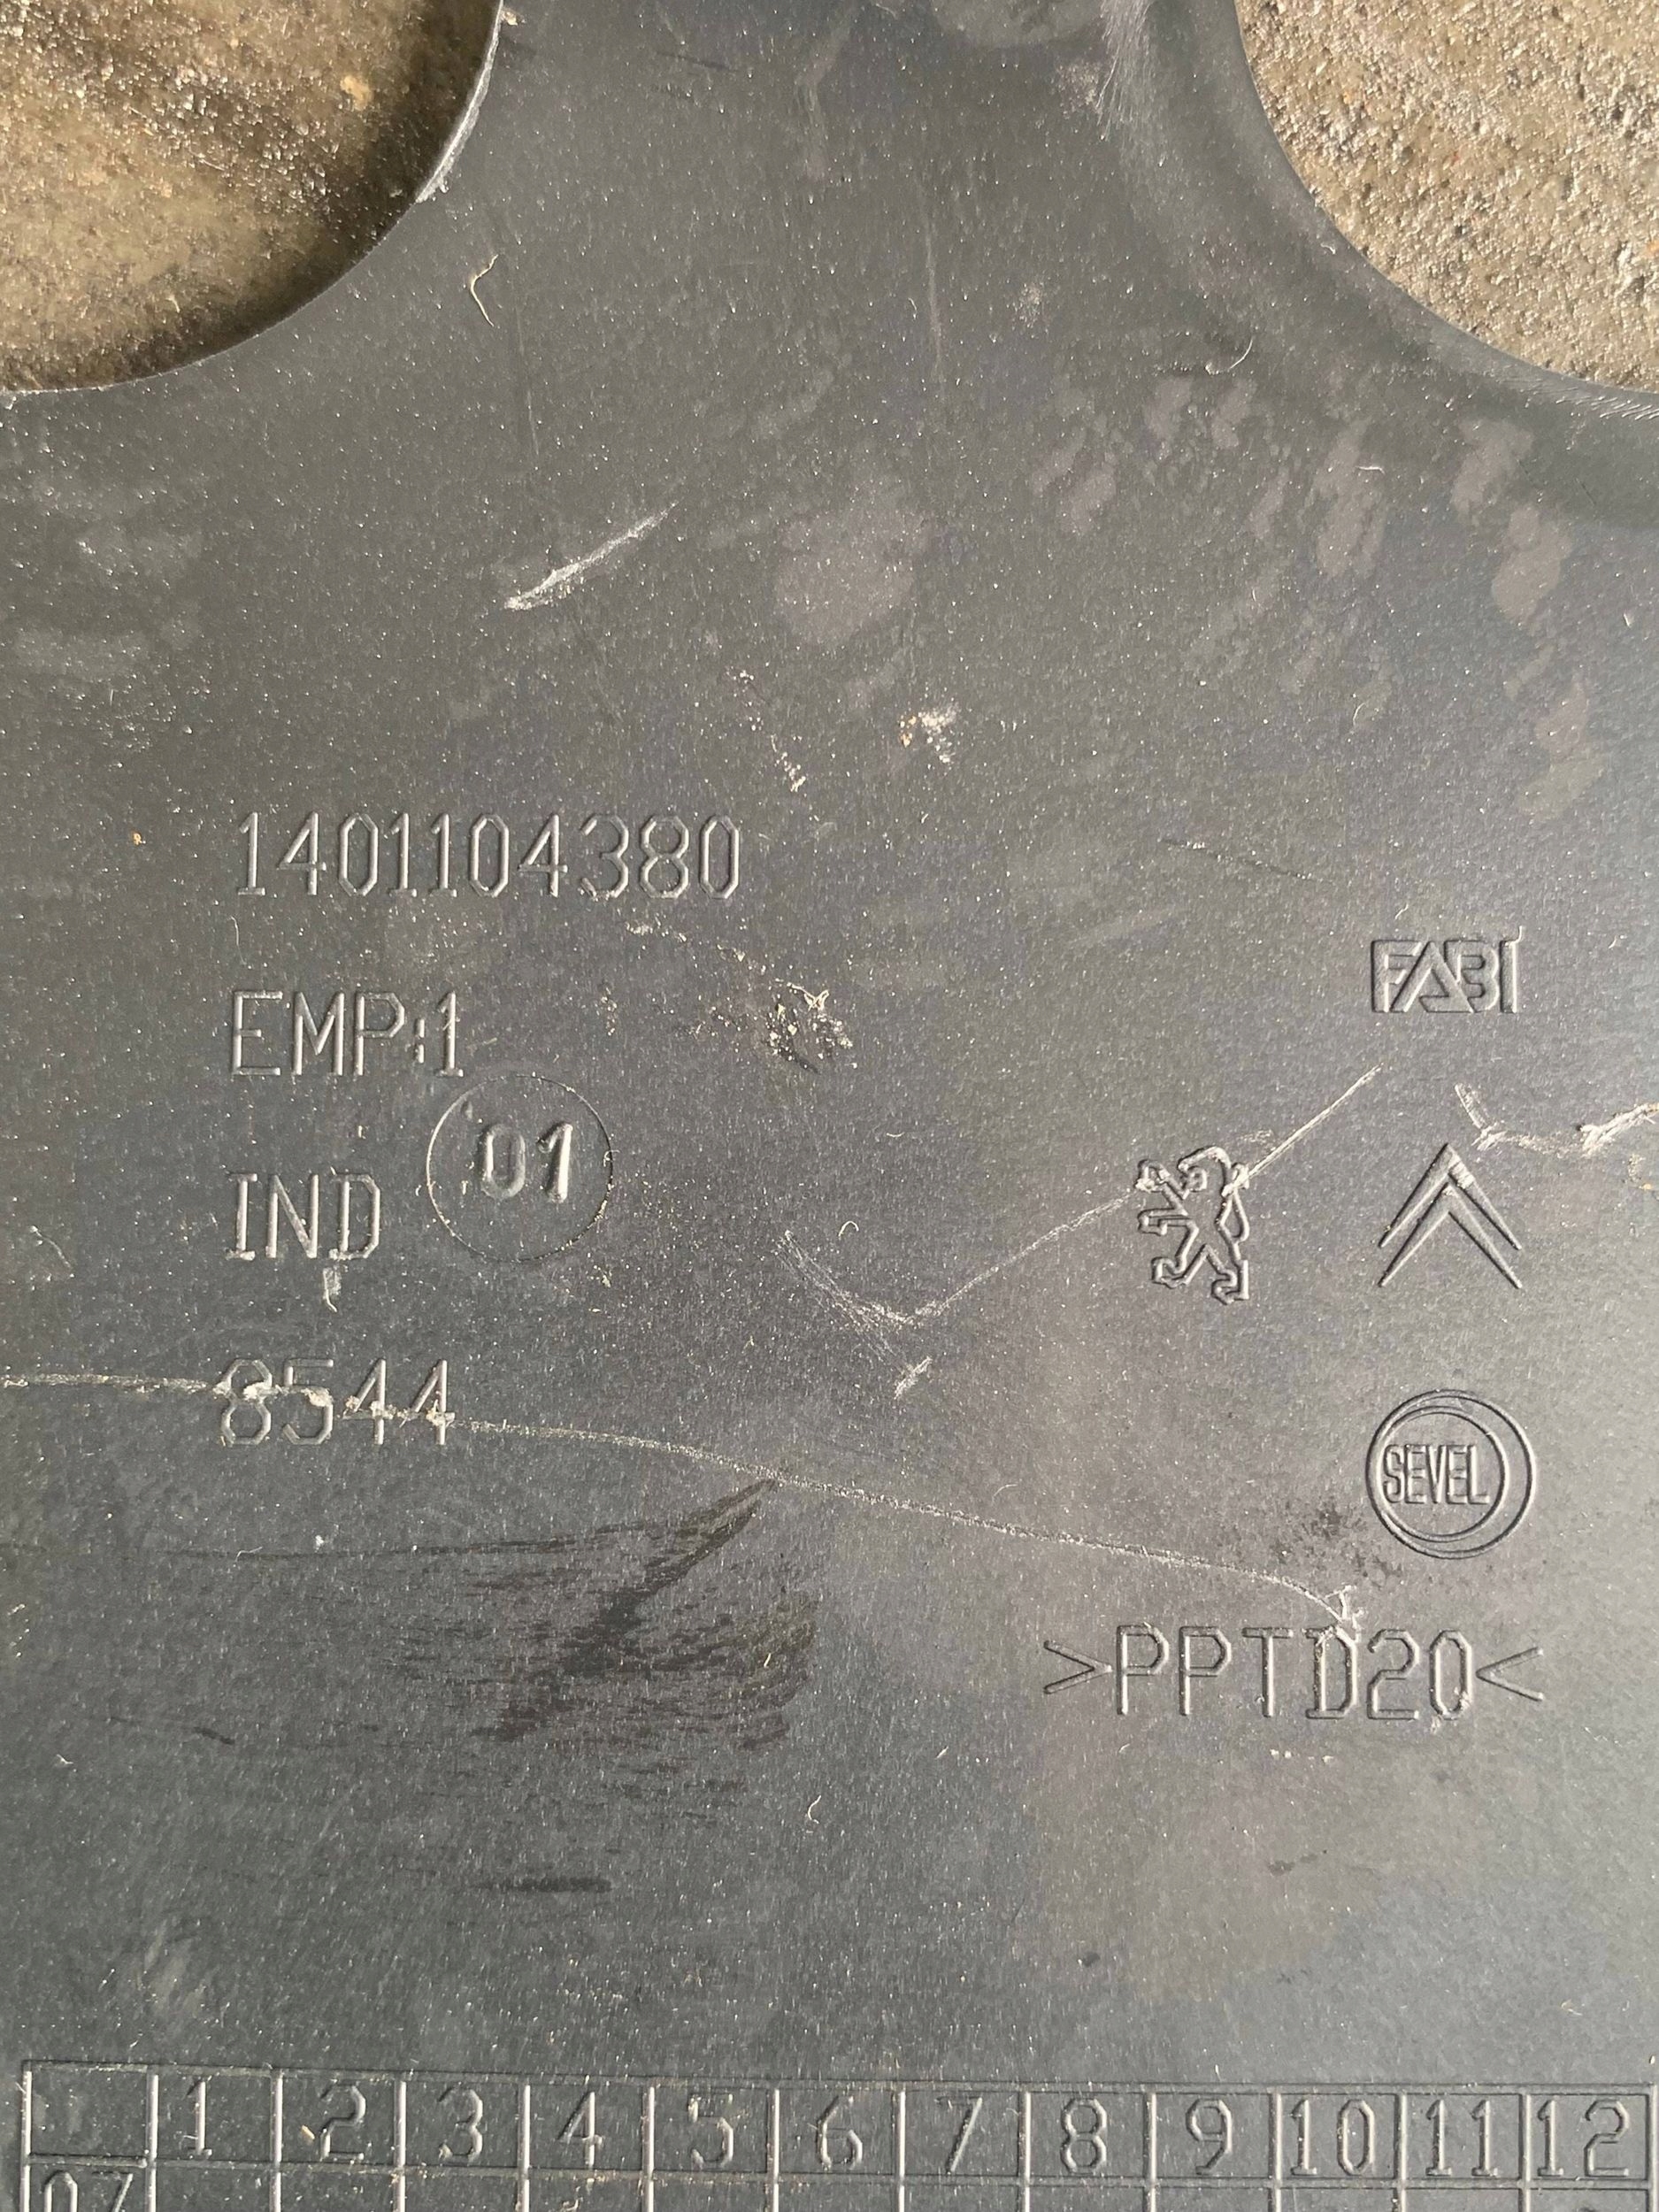 1401104380
FABI
EMP:1
IND 01
8544
SEVEL
>PPTD20<
1 2 3 4 5 6 7 8 9 10 11 12
07